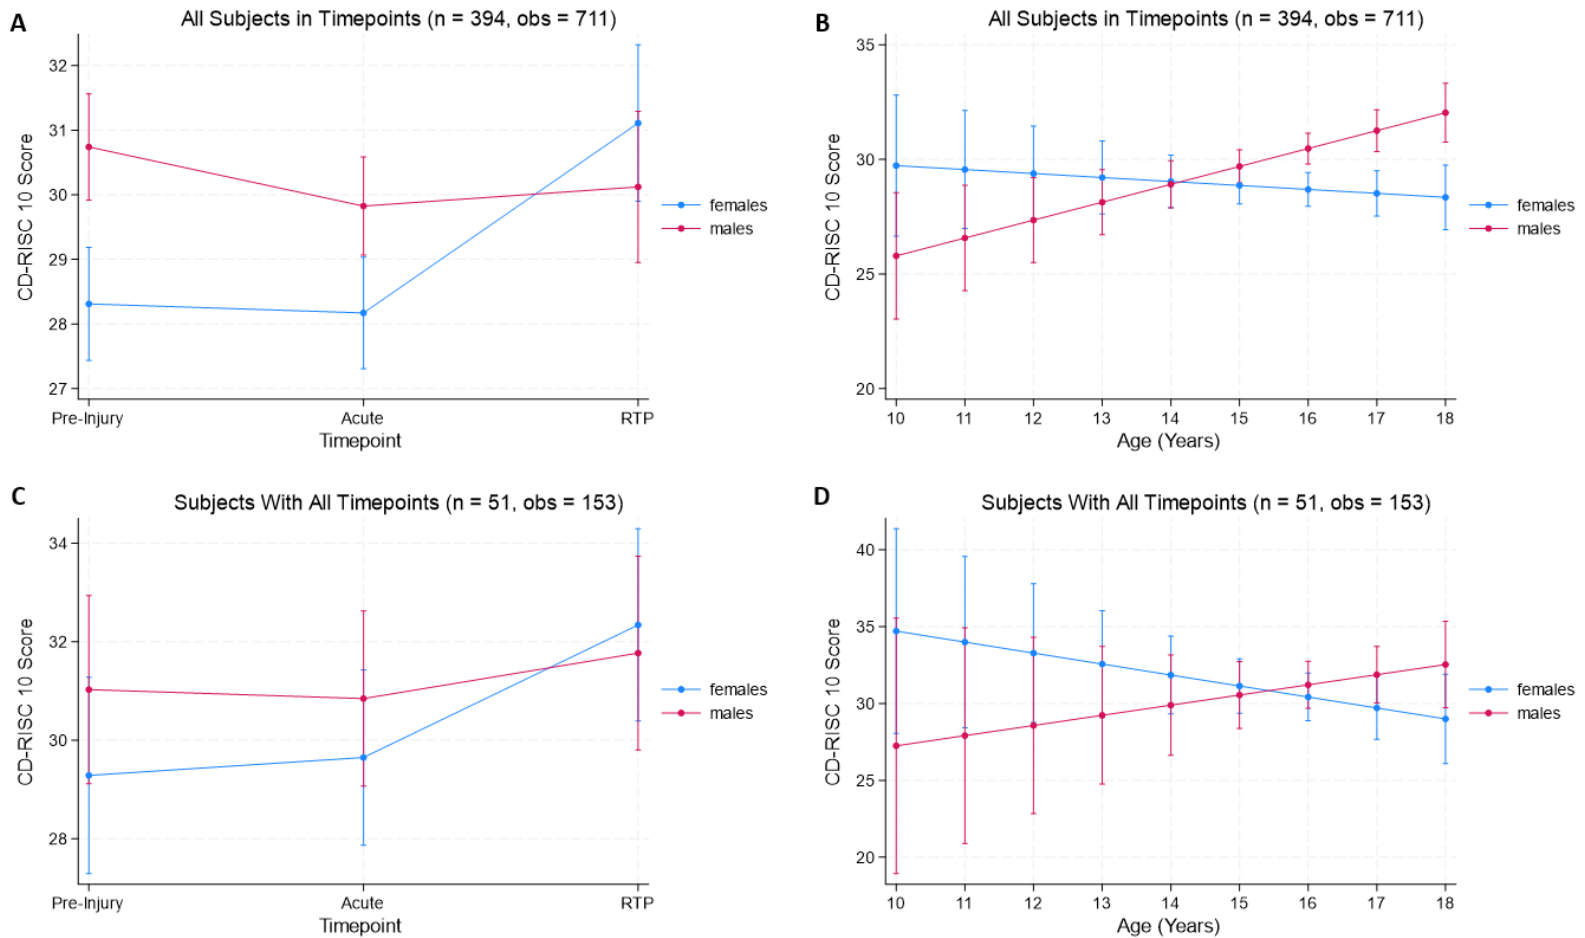 A
All Subjects in Timepoints (n = 394, obs = 711)
CD-RISC 10 Score
32
31
30
29
28
27
Pre-Injury Acute RTP
Timepoint
females
males
B
All Subjects in Timepoints (n = 394, obs = 711)
CD-RISC 10 Score
35
30
25
20
10 11 12 13 14 15 16 17 18
Age (Years)
females
males
C
Subjects With All Timepoints (n = 51, obs = 153)
CD-RISC 10 Score
34
32
30
28
Pre-Injury Acute RTP
Timepoint
females
males
D
Subjects With All Timepoints (n = 51, obs = 153)
CD-RISC 10 Score
40
35
30
25
20
10 11 12 13 14 15 16 17 18
Age (Years)
females
males